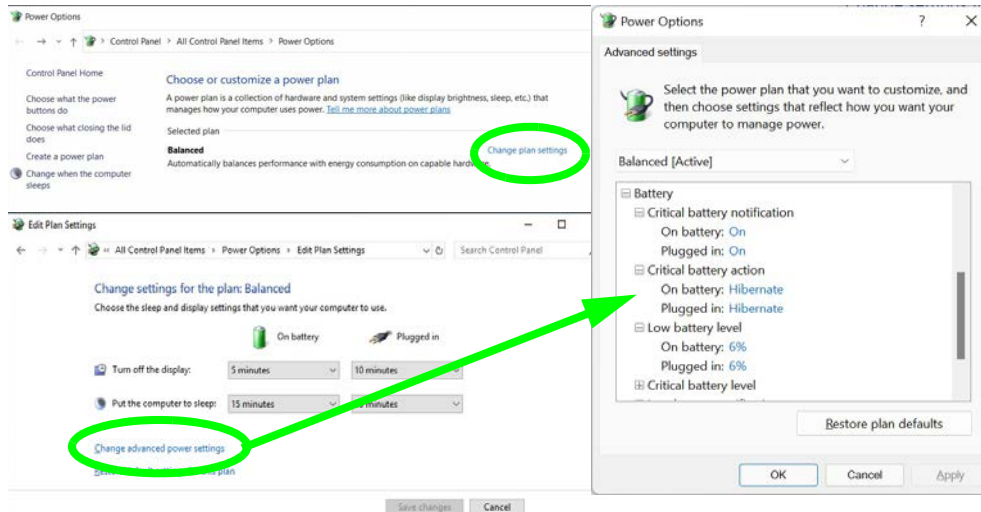 Power Options
Control Panel > All Control Panel Items > Power Options
Control Panel Home
Choose what the power
buttons do
Choose what closing the lid
does
Create a power plan
Change when the computer
sleeps
Choose or customize a power plan
A power plan is a collection of hardware and system settings (like display brightness, sleep, etc.) that
manages how your computer uses power. Tell me more about power plans
Selected plan
Balanced
Change plan settings
Automatically balances performance with energy consumption on capable hardware.
Edit Plan Settings
« All Control Panel Items > Power Options > Edit Plan Settings
Search Control Panel
Change settings for the plan: Balanced
Choose the sleep and display settings that you want your computer to use.
On battery
Plugged in
Turn off the display:
5 minutes
10 minutes
Put the computer to sleep:
15 minutes
minutes
Change advanced power settings
plan
Save changes
Cancel
Power Options
?
X
Advanced settings
Select the power plan that you want to customize, and
then choose settings that reflect how you want your
computer to manage power.
Balanced [Active]
Battery
Critical battery notification
On battery: On
Plugged in: On
Critical battery action
On battery: Hibernate
Plugged in: Hibernate
Low battery level
On battery: 6%
Plugged in: 6%
Critical battery level
Restore plan defaults
OK
Cancel
Apply